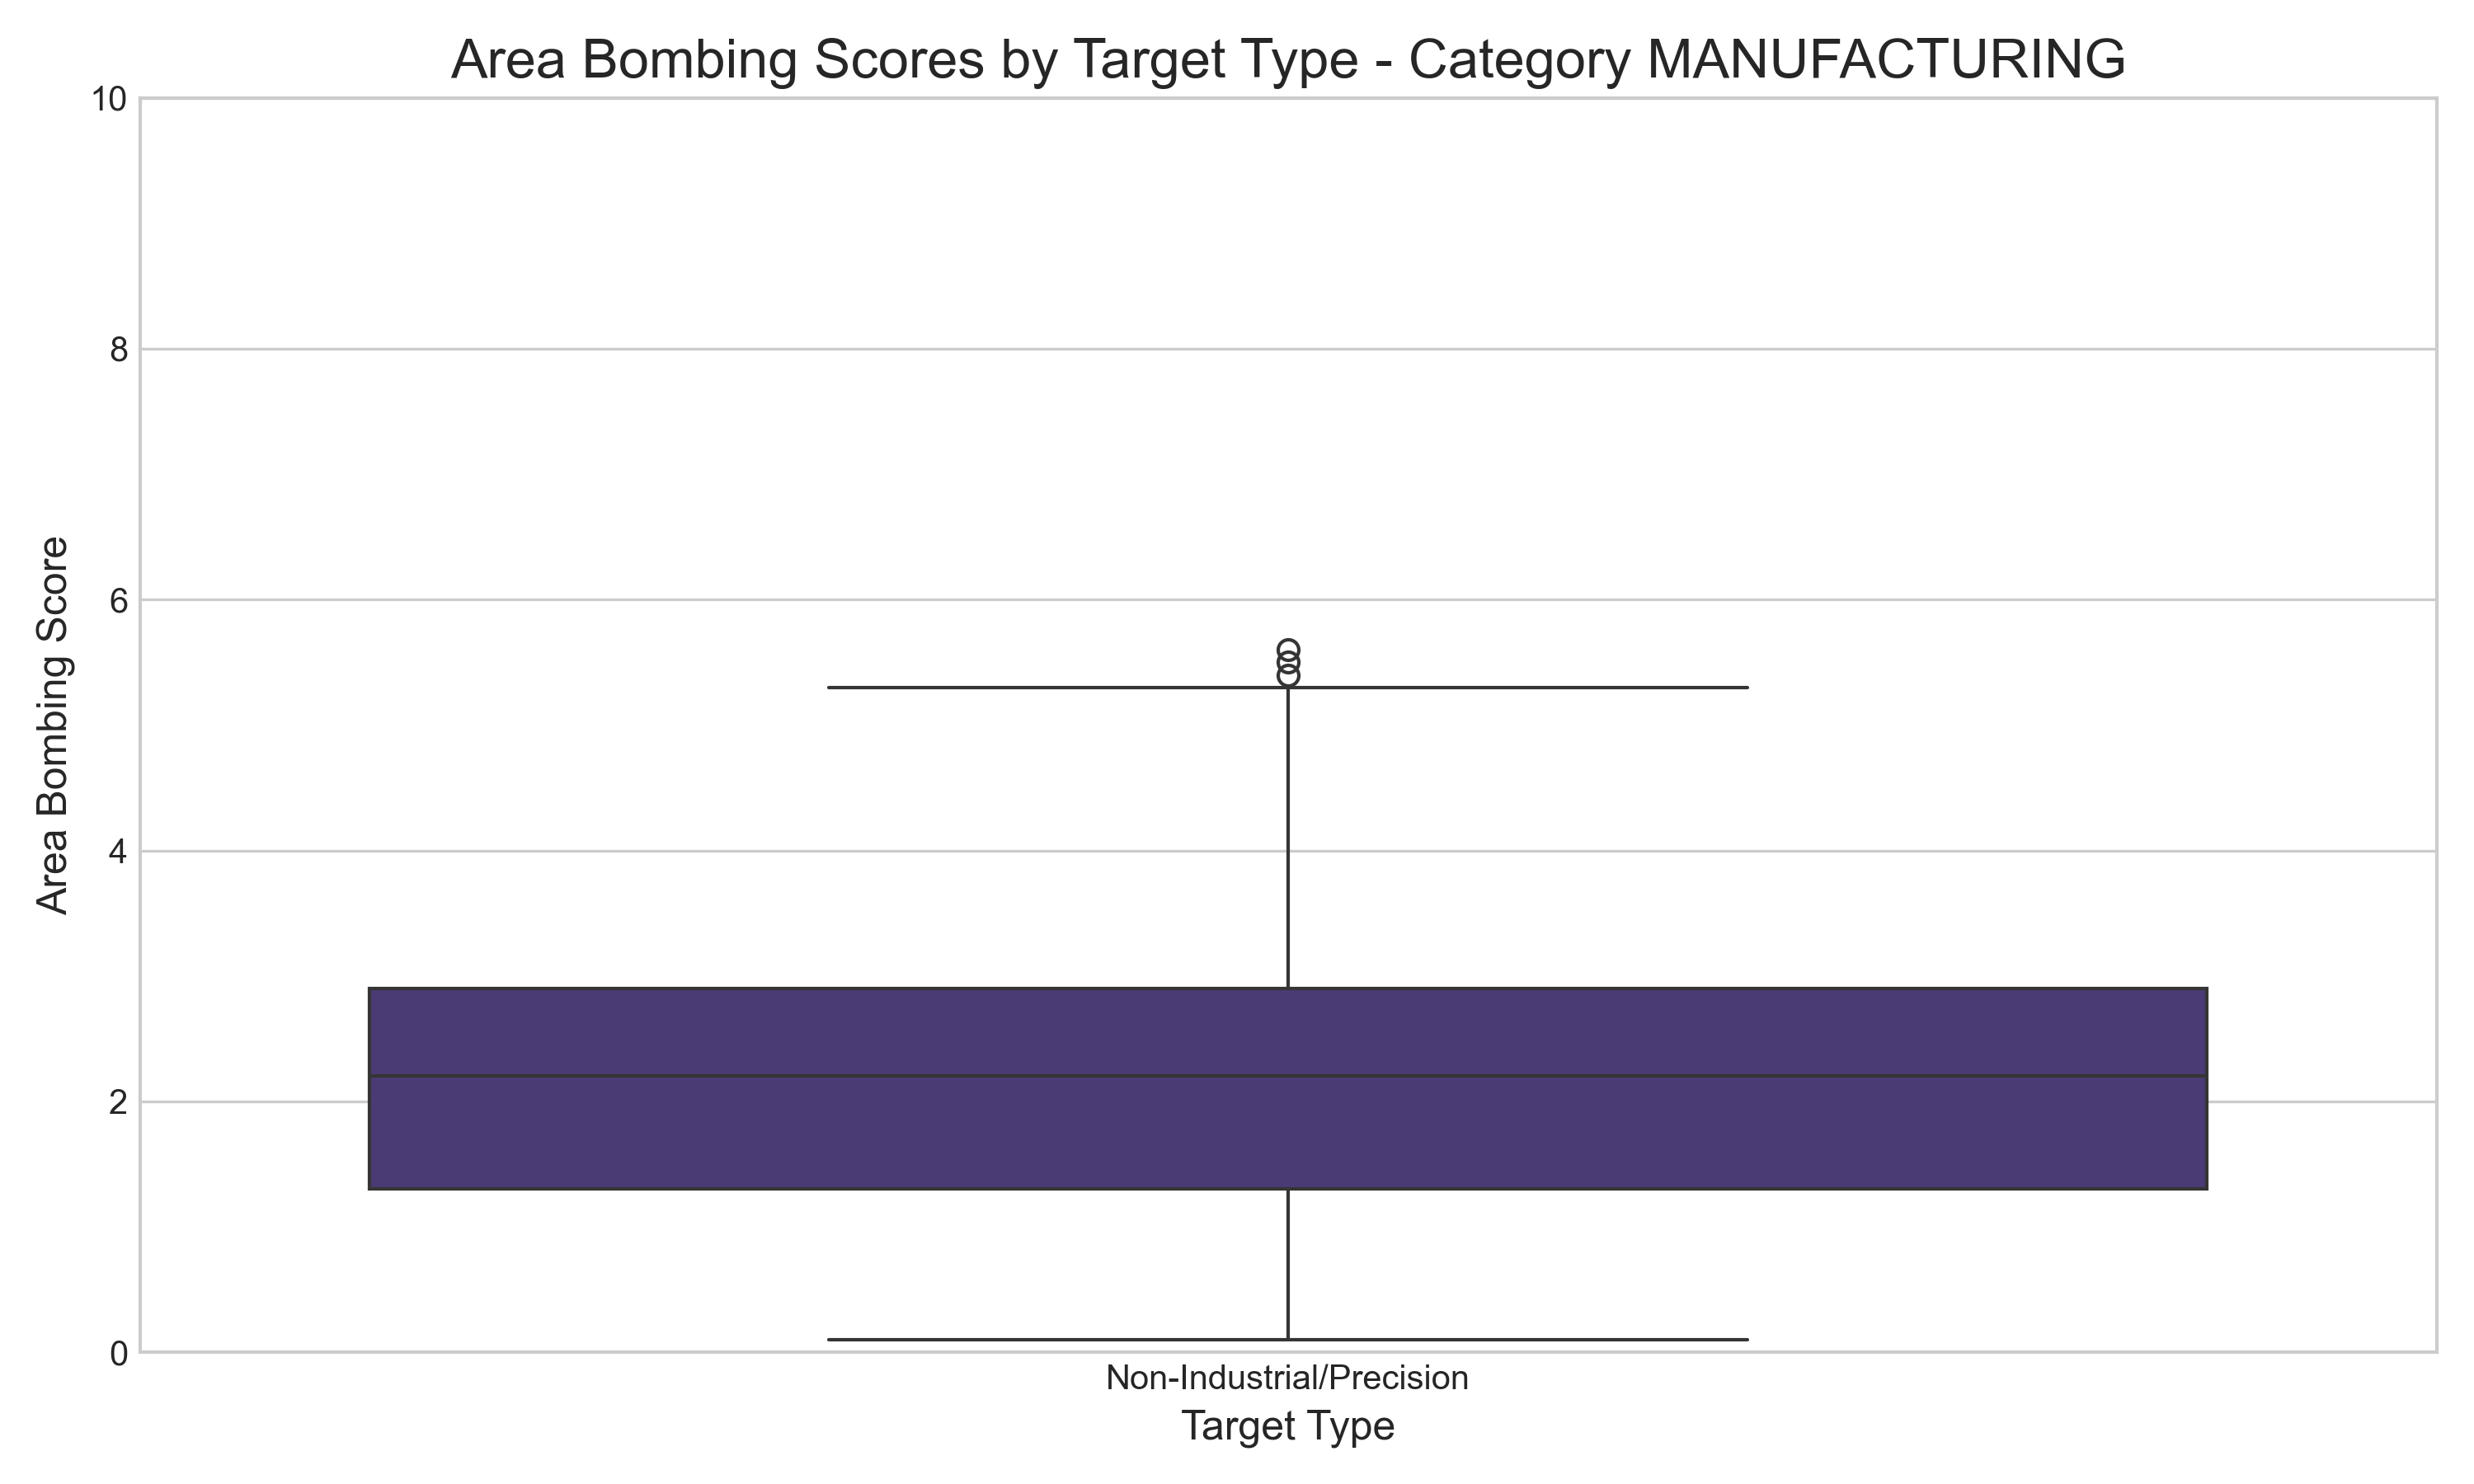 Area Bombing Scores by Target Type - Category MANUFACTURING
10
8
6
4
2
0
Area Bombing Score
Non-Industrial/Precision
Target Type